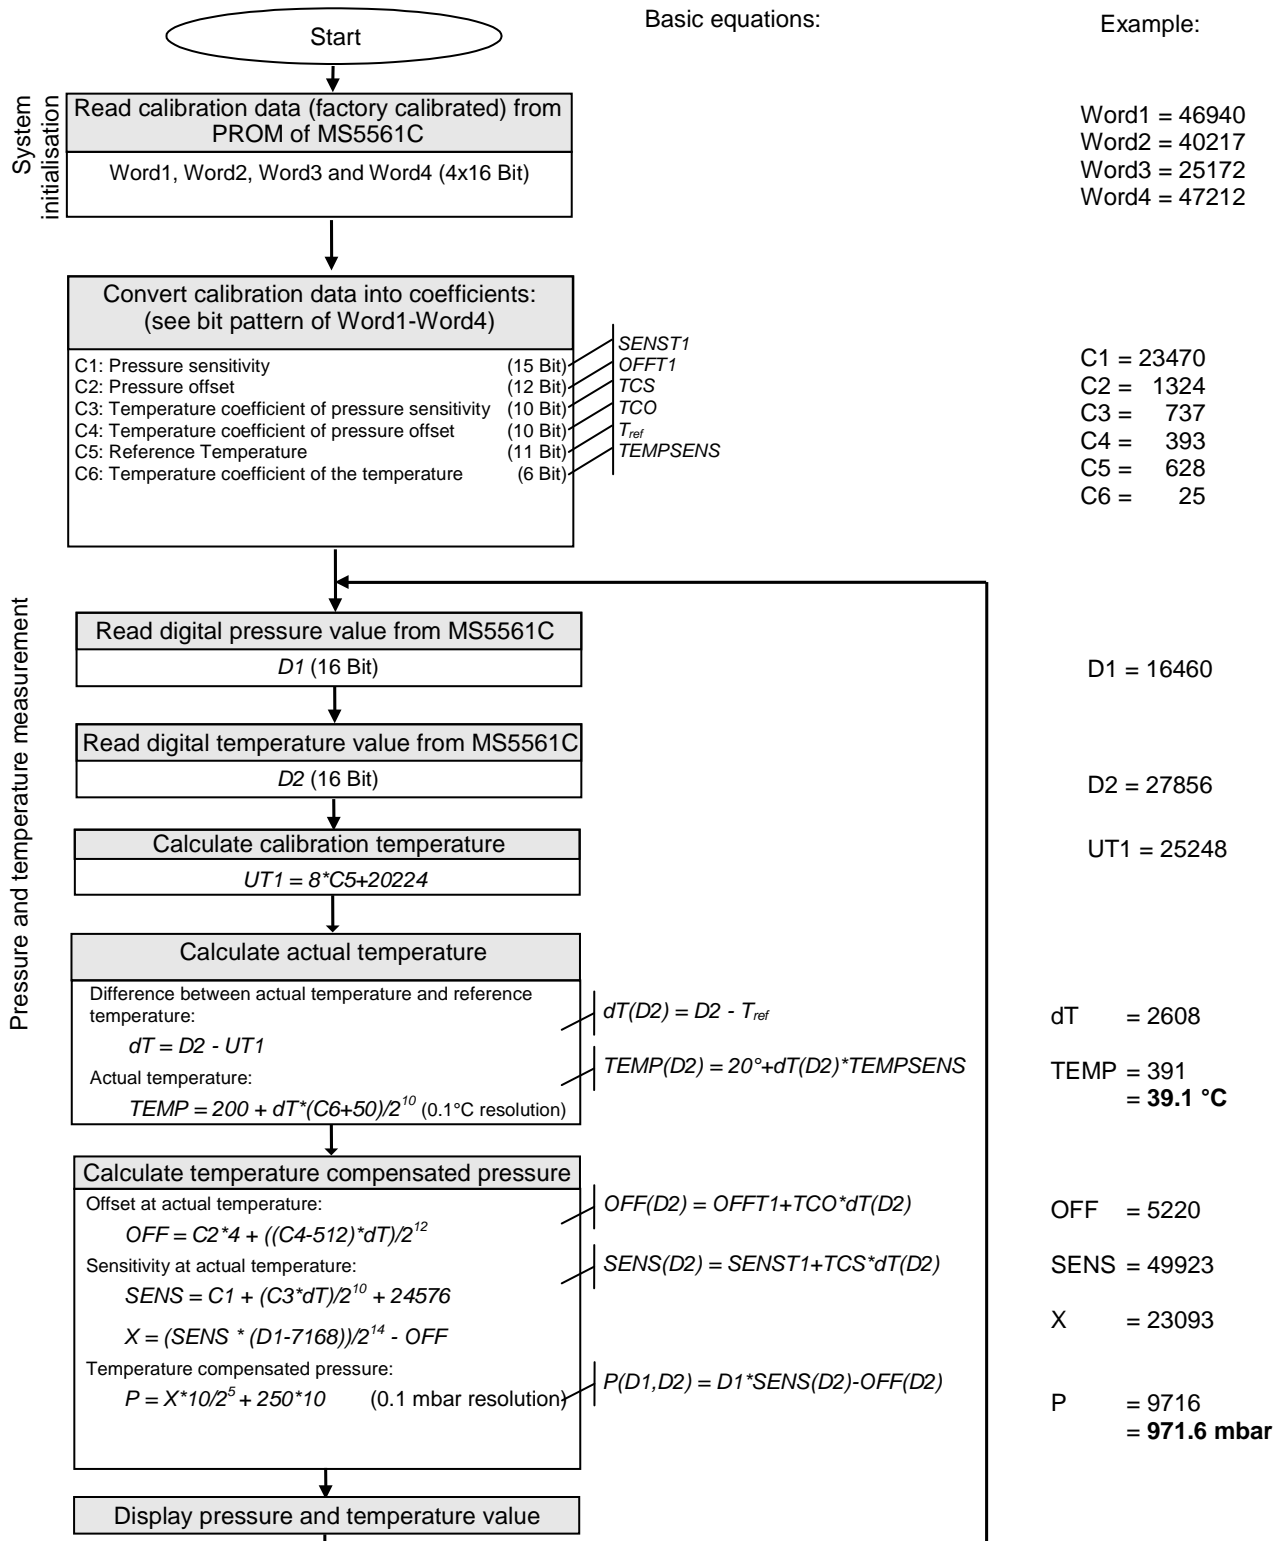 Start
Basic equations:
Example:
System
initialisation
Read calibration data (factory calibrated) from
PROM of MS5561C
Word1, Word2, Word3 and Word4 (4x16 Bit)
Word1 = 46940
Word2 = 40217
Word3 = 25172
Word4 = 47212
Convert calibration data into coefficients:
(see bit pattern of Word1-Word4)
C1: Pressure sensitivity (15 Bit)
C2: Pressure offset (12 Bit)
C3: Temperature coefficient of pressure sensitivity (10 Bit)
C4: Temperature coefficient of pressure offset (10 Bit)
C5: Reference Temperature (11 Bit)
C6: Temperature coefficient of the temperature (6 Bit)
SENST1
OFFT1
TCS
TCO
Tref
TEMPSENS
C1 = 23470
C2 = 1324
C3 = 737
C4 = 393
C5 = 628
C6 = 25
Pressure and temperature measurement
Read digital pressure value from MS5561C
D1 (16 Bit)
D1 = 16460
Read digital temperature value from MS5561C
D2 (16 Bit)
D2 = 27856
Calculate calibration temperature
UT1 = 8*C5+20224
UT1 = 25248
Calculate actual temperature
Difference between actual temperature and reference
temperature:
dT = D2 - UT1
Actual temperature:
TEMP = 200 + dT*(C6+50)/2^10 (0.1°C resolution)
dT(D2) = D2 - Tref
TEMP(D2) = 20°+dT(D2)*TEMPSENS
dT = 2608
TEMP = 391
= 39.1 °C
Calculate temperature compensated pressure
Offset at actual temperature:
OFF = C2*4 + ((C4-512)*dT)/2^12
Sensitivity at actual temperature:
SENS = C1 + (C3*dT)/2^10 + 24576
X = (SENS * (D1-7168))/2^14 - OFF
Temperature compensated pressure:
P = X*10/2^5 + 250*10 (0.1 mbar resolution)
OFF(D2) = OFFT1+TCO*dT(D2)
SENS(D2) = SENST1+TCS*dT(D2)
P(D1,D2) = D1*SENS(D2)-OFF(D2)
OFF = 5220
SENS = 49923
X = 23093
P = 9716
= 971.6 mbar
Display pressure and temperature value